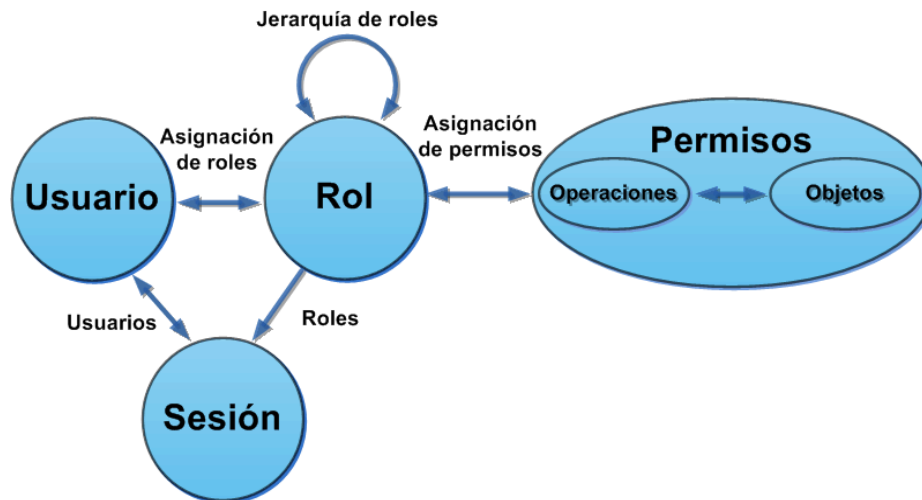 Jerarquía de roles
Asignación
de roles
Asignación
de permisos
Permisos
Usuario
Rol
Operaciones
Objetos
Usuarios
Roles
Sesión